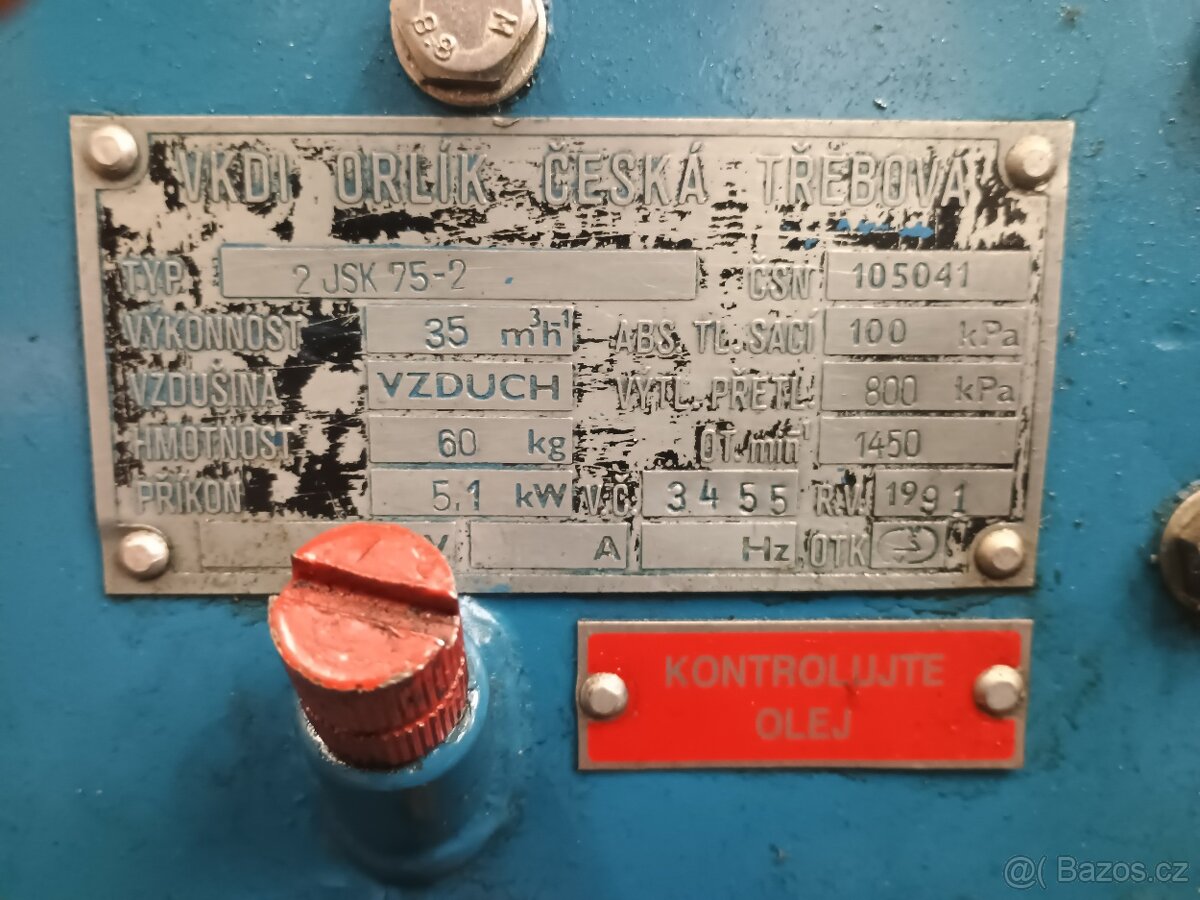 8.8 M
VKDI ORLÍK ČESKÁ TŘEBOVÁ
TYP 2 JSK 75-2 ČSN 105041
VÝKONNOST 35 m³h⁻¹ ABS. TL. SÁCÍ 100 kPa
VZDUŠINA VZDUCH VÝTL. PŘETL. 800 kPa
HMOTNOST 60 kg OT. min⁻¹ 1450
PŘÍKON 5,1 kW V.Č. 3455 R.V. 1991
V A Hz OTK
KONTROLUJTE
OLEJ
@( Bazos.cz